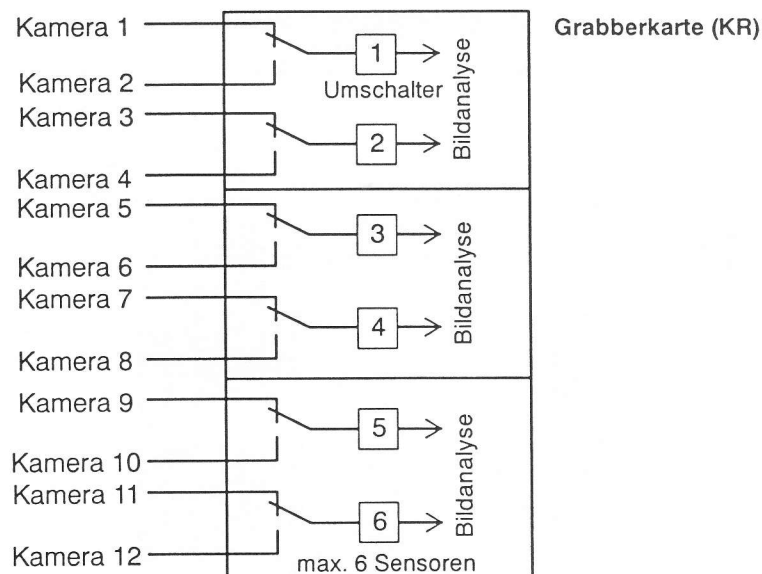 Kamera 1
Grabberkarte (KR)
1
Kamera 2
Umschalter
Kamera 3
2
Bildanalyse
Kamera 4
Kamera 5
3
Kamera 6
Bildanalyse
Kamera 7
4
Kamera 8
Kamera 9
5
Kamera 10
Bildanalyse
Kamera 11
6
Kamera 12
max. 6 Sensoren